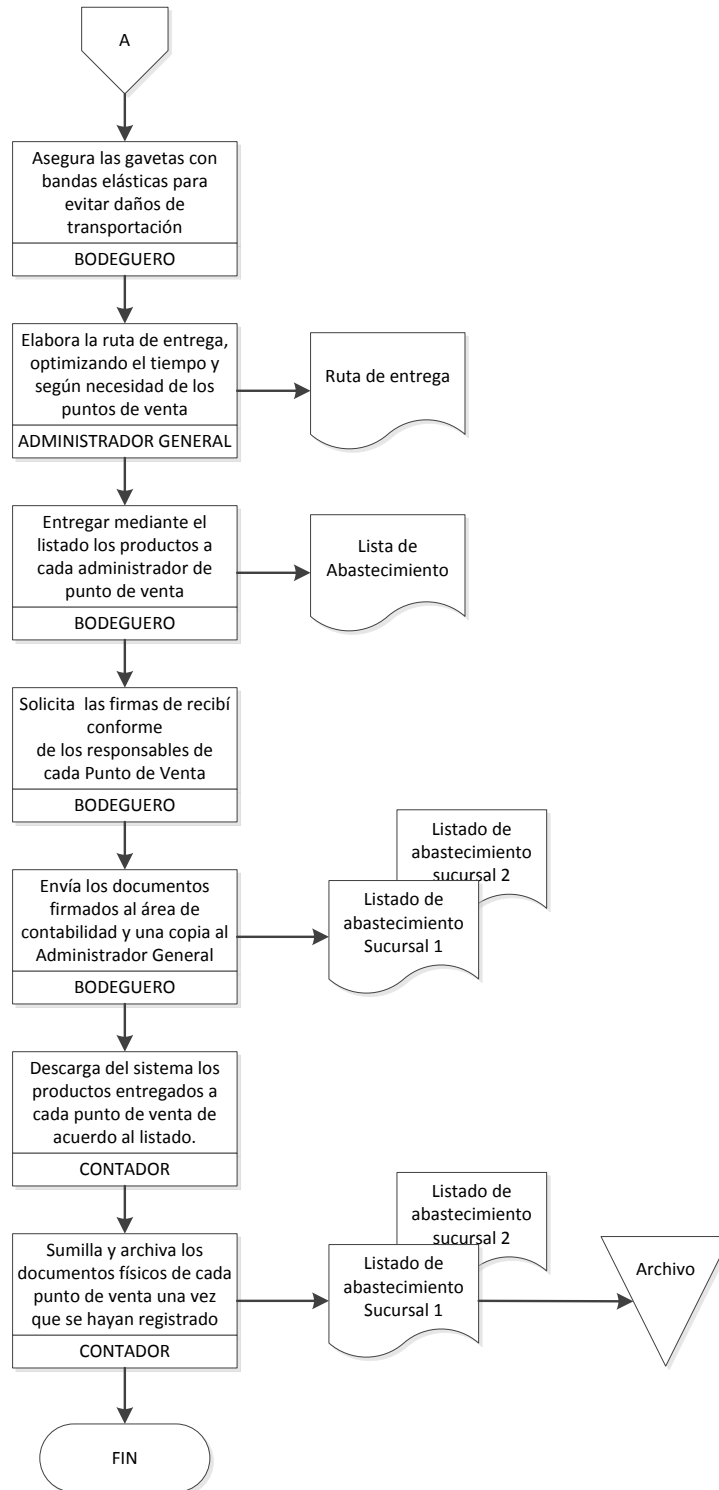 A
Asegura las gavetas con
bandas elásticas para
evitar daños de
transportación
BODEGUERO
Elabora la ruta de entrega,
optimizando el tiempo y
según necesidad de los
puntos de venta
ADMINISTRADOR GENERAL
Ruta de entrega
Entregar mediante el
listado los productos a
cada administrador de
punto de venta
BODEGUERO
Lista de
Abastecimiento
Solicita las firmas de recibí
conforme
de los responsables de
cada Punto de Venta
BODEGUERO
Envía los documentos
firmados al área de
contabilidad y una copia al
Administrador General
BODEGUERO
Listado de
abastecimiento
sucursal 2
Listado de
abastecimiento
Sucursal 1
Descarga del sistema los
productos entregados a
cada punto de venta de
acuerdo al listado.
CONTADOR
Sumilla y archiva los
documentos físicos de cada
punto de venta una vez
que se hayan registrado
CONTADOR
Listado de
abastecimiento
sucursal 2
Listado de
abastecimiento
Sucursal 1
Archivo
FIN